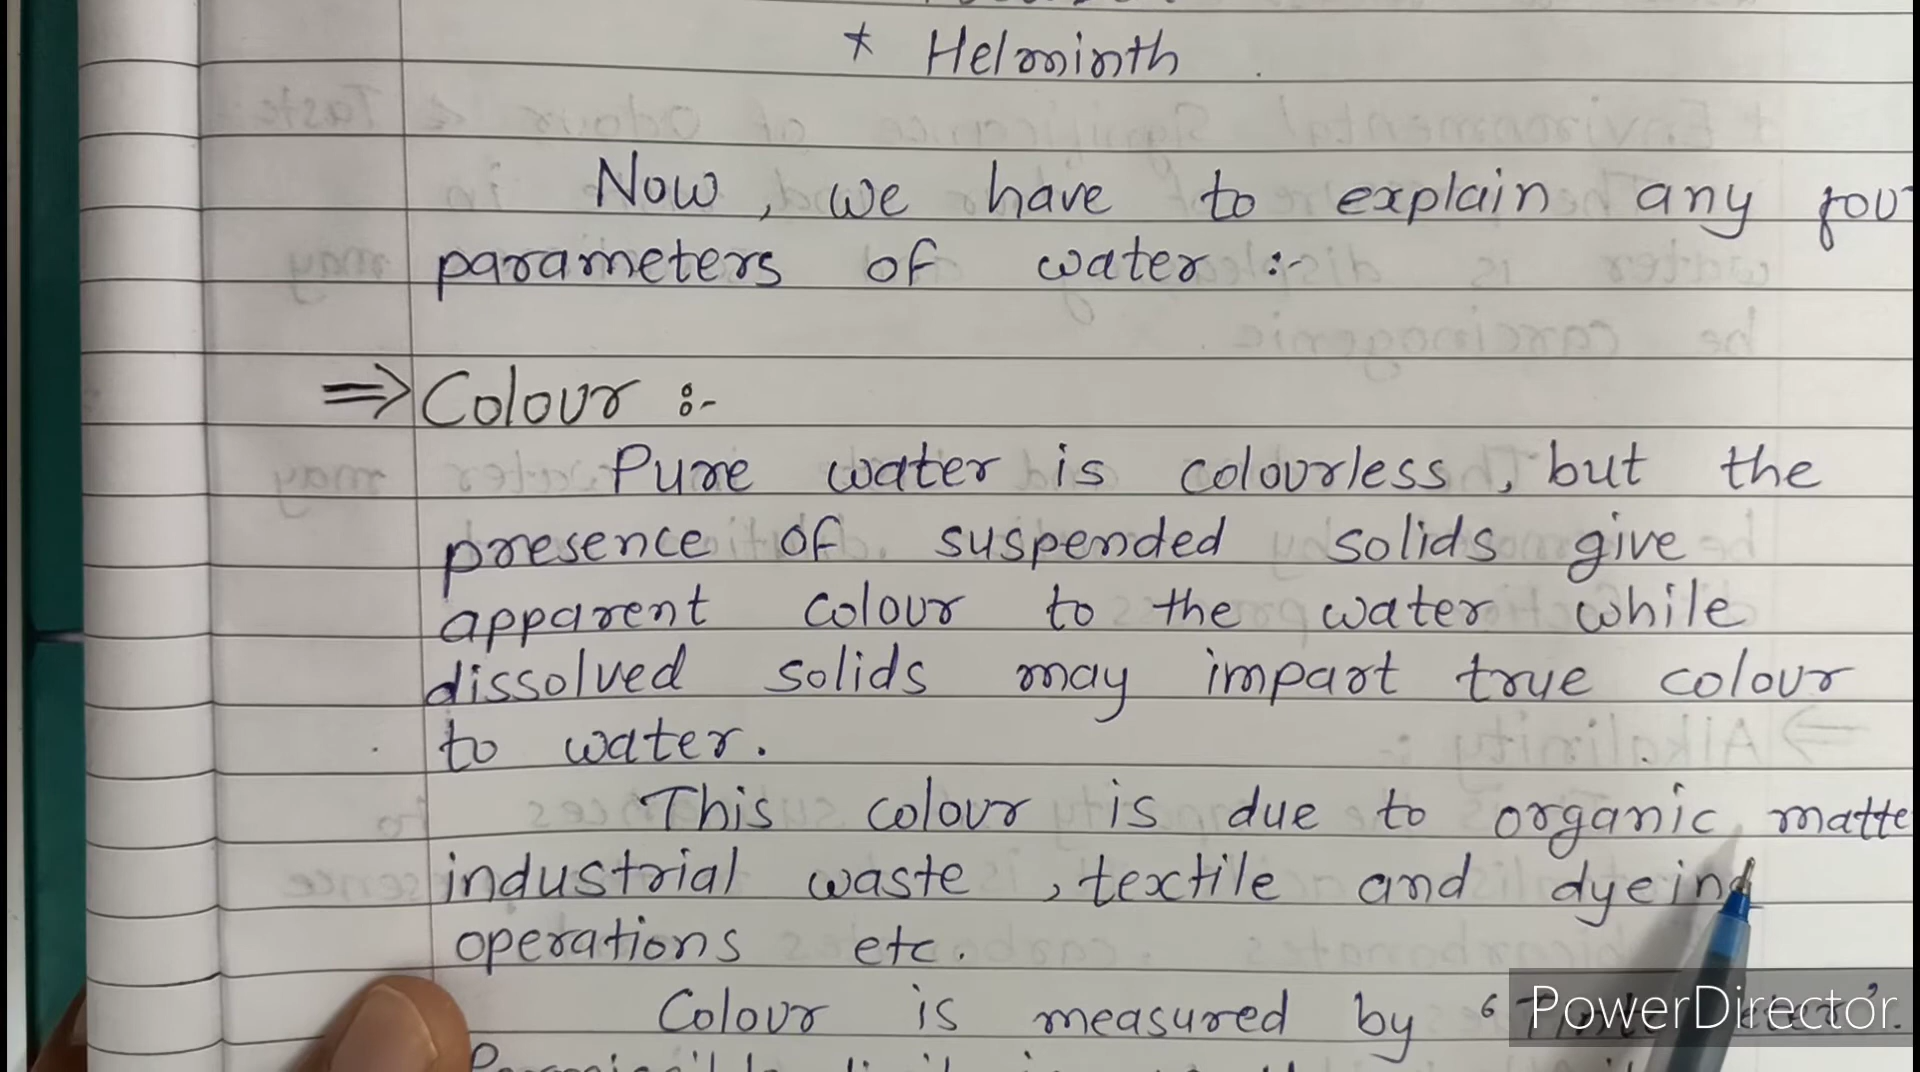 * Helminth
Now, we have to explain any fou
parameters of water :-
⇒ Colour :-
Pure water is colourless, but the
presence of suspended solids give
apparent colour to the water while
dissolved solids may impart true colour
to water.
This colour is due to organic matte
industrial waste, textile and dyeing
operations etc.
Colour is measured by
PowerDirector